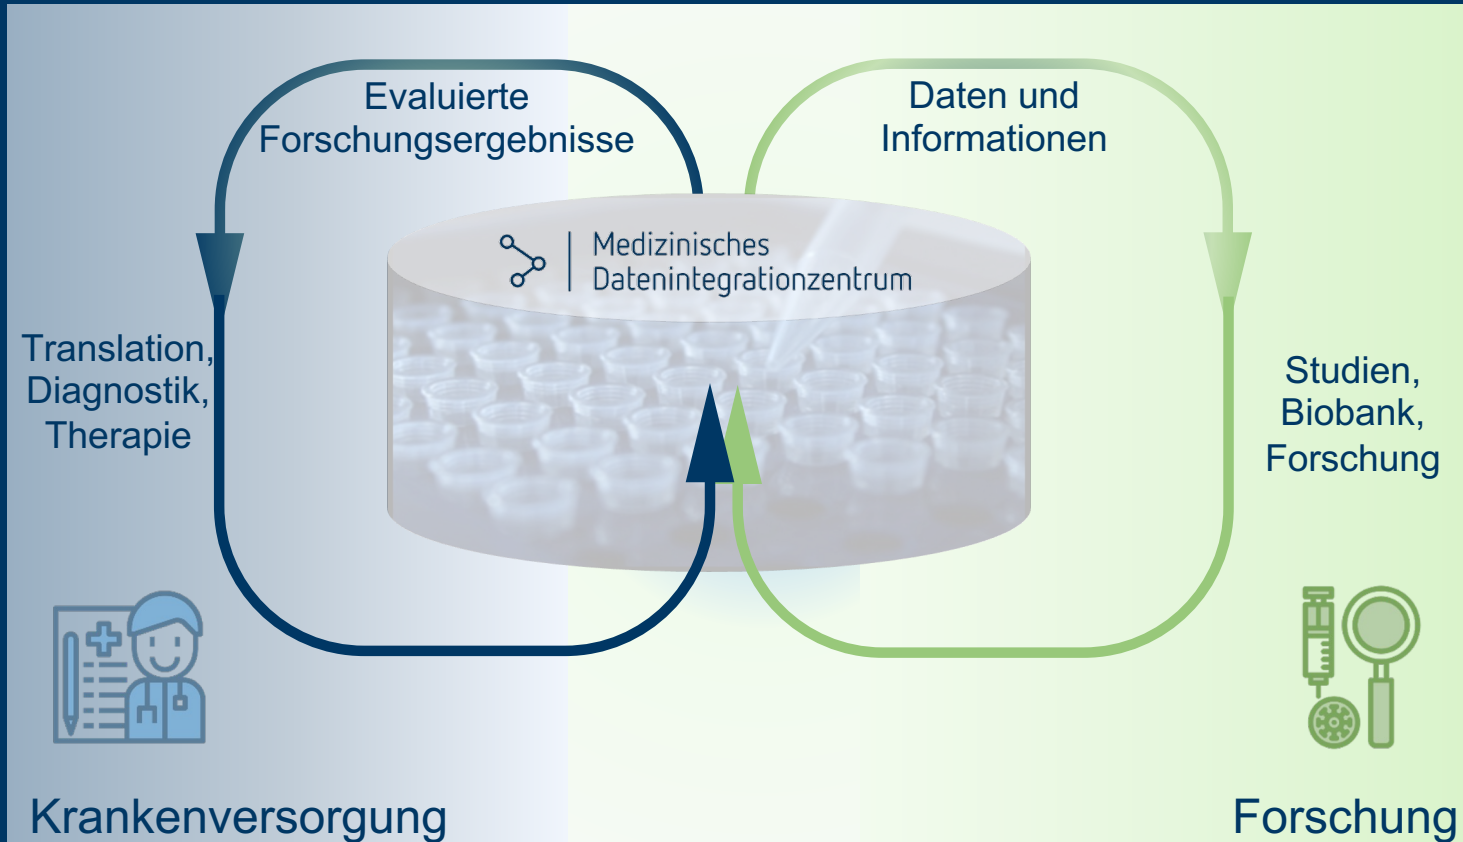 Evaluierte
Forschungsergebnisse
Daten und
Informationen
Medizinisches
Datenintegrationzentrum
Translation,
Diagnostik,
Therapie
Studien,
Biobank,
Forschung
Krankenversorgung
Forschung